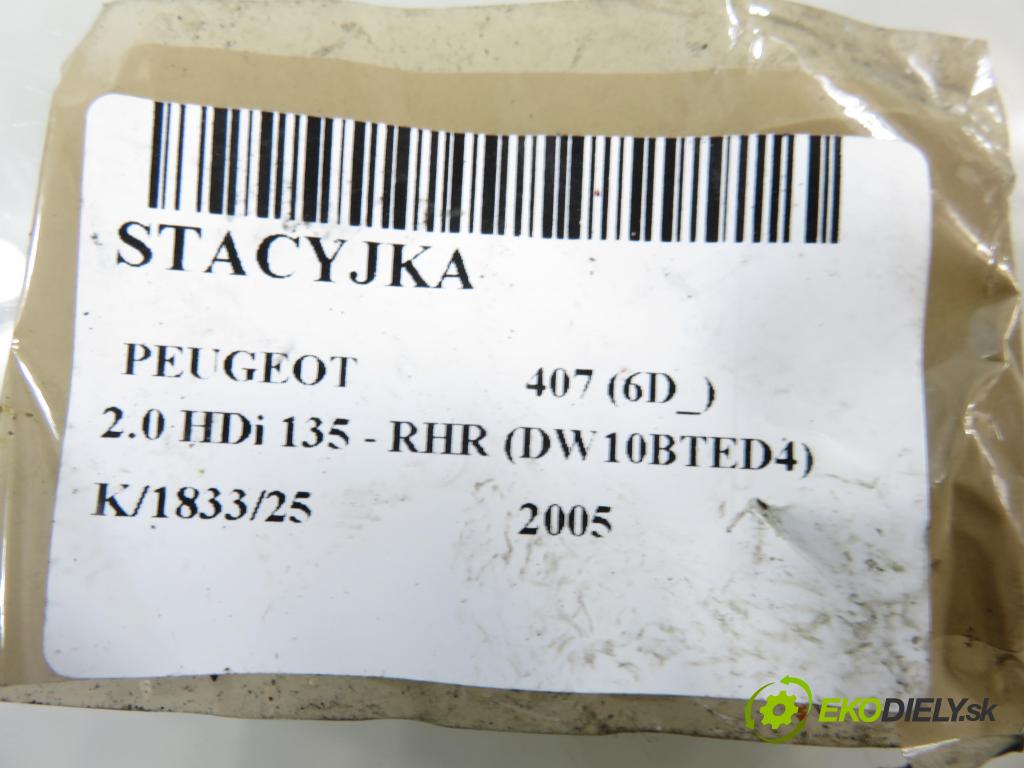 STACYJKA
PEUGEOT 407 (6D_)
2.0 HDi 135 - RHR (DW10BTED4)
K/1833/25 2005
EKODIELY.sk